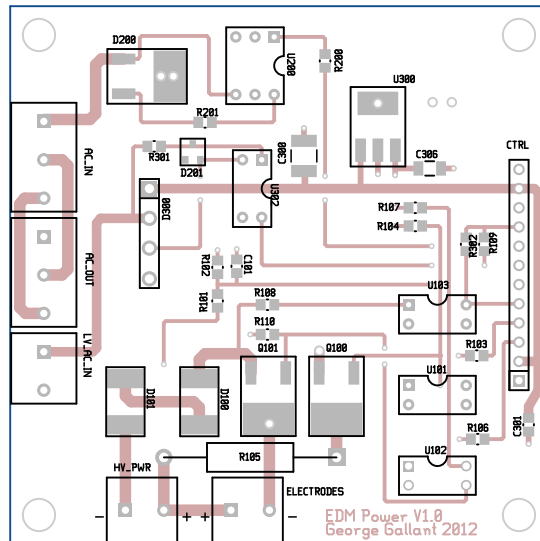 D200
U200
R200
U300
R201
AC_IN
R301
D201
C300
C306
CTRL
U302
D300
R107
R104
R302
R109
AC_OUT
R102
C101
R101
R108
U103
R110
LV_AC_IN
Q101
Q100
R103
U101
D101
D100
C301
R106
U102
R105
HV_PWR
ELECTRODES
- + + -
EDM Power V1.0
George Gallant 2012